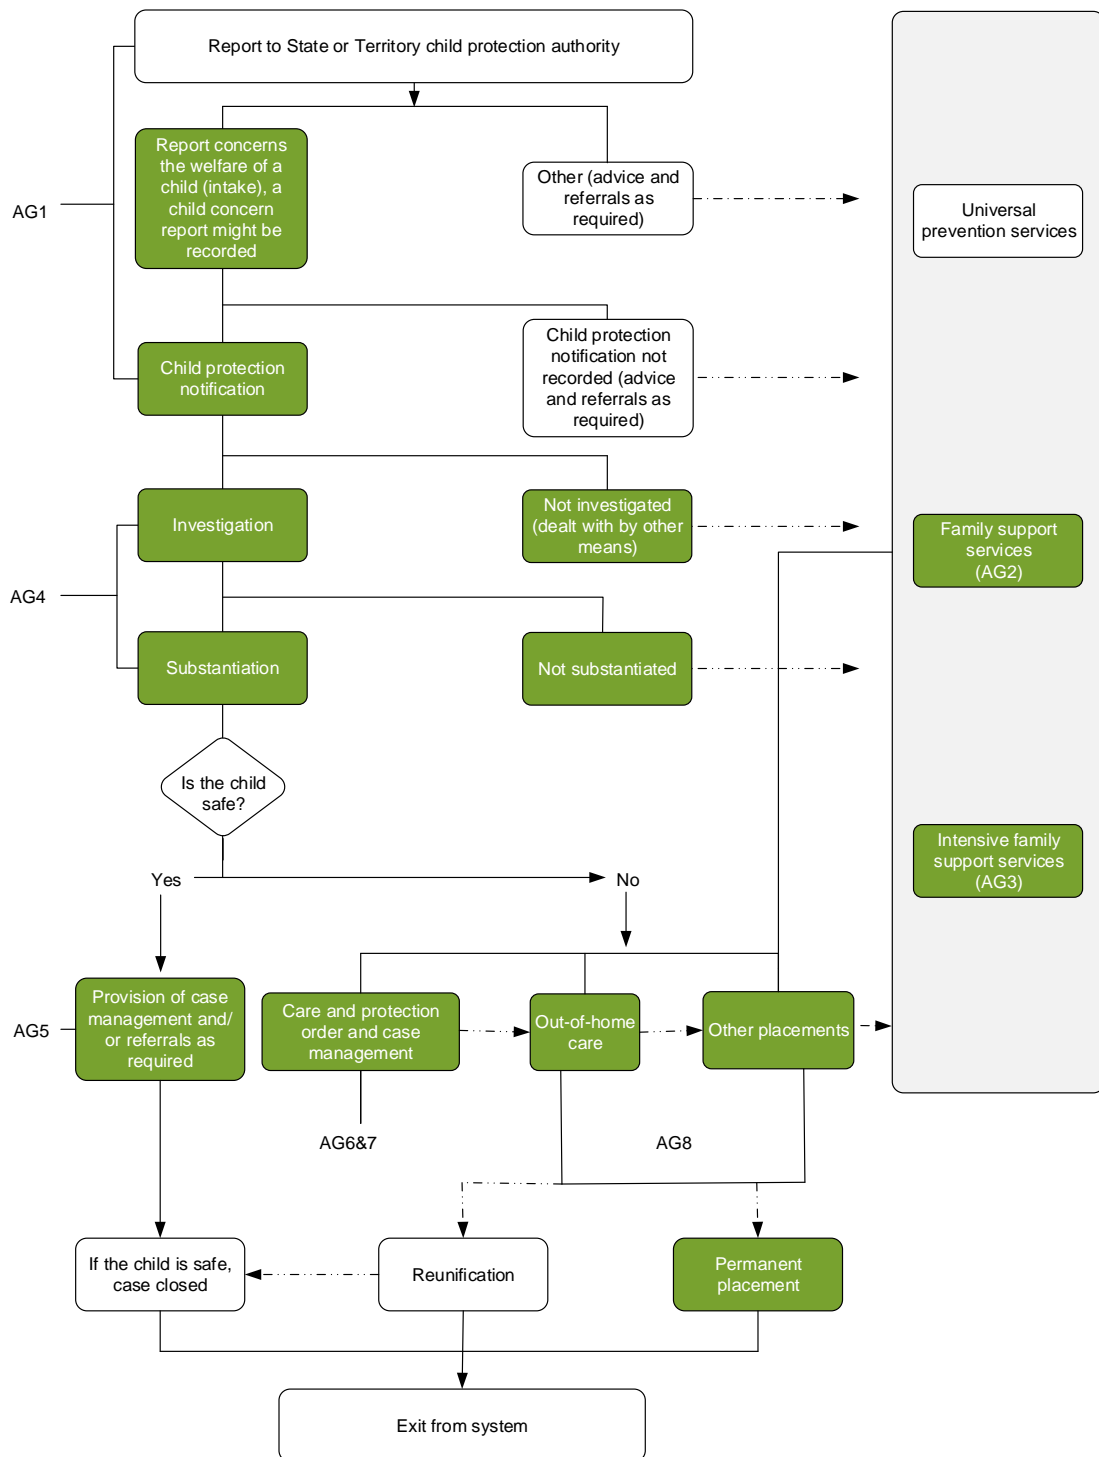 Report to State or Territory child protection authority
Report concerns
the welfare of a
child (intake), a
child concern
report might be
recorded
Other (advice and
referrals as
required)
AG1
Universal
prevention services
Child protection
notification
Child protection
notification not
recorded (advice
and referrals as
required)
Investigation
Not investigated
(dealt with by other
means)
Family support
services
(AG2)
AG4
Substantiation
Not substantiated
Is the child
safe?
Intensive family
support services
(AG3)
Yes
No
AG5
Provision of case
management and/
or referrals as
required
Care and protection
order and case
management
Out-of-home
care
Other placements
AG6&7
AG8
If the child is safe,
case closed
Reunification
Permanent
placement
Exit from system